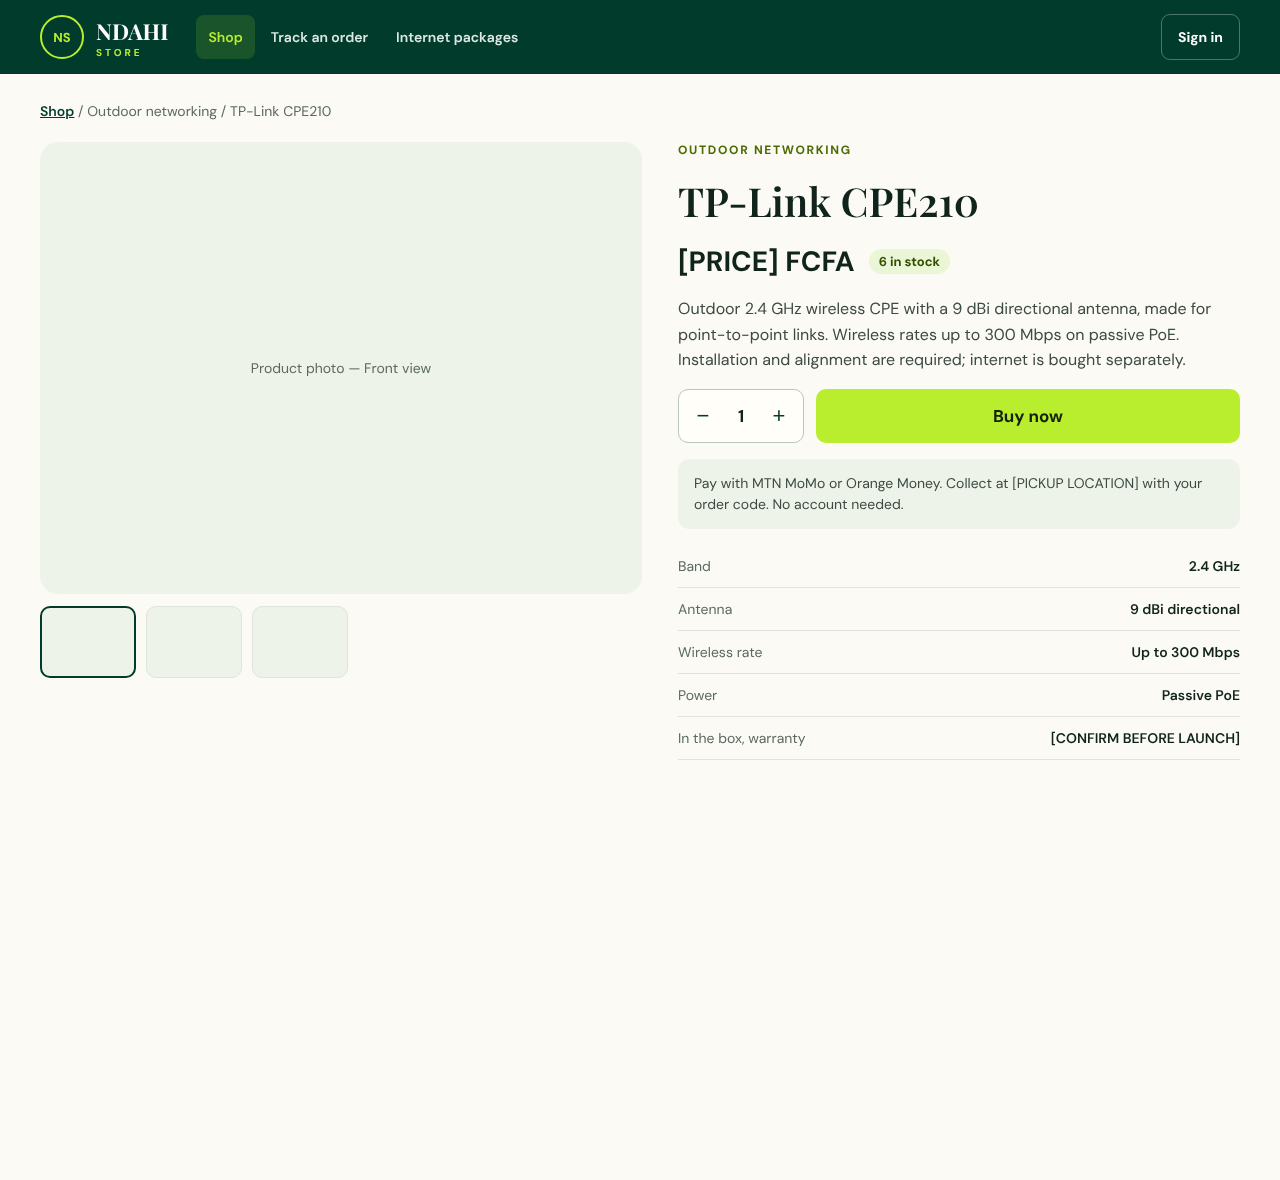 NS
NDAHI
STORE
Shop
Track an order
Internet packages
Sign in
Shop / Outdoor networking / TP-Link CPE210
Product photo — Front view
OUTDOOR NETWORKING
TP-Link CPE210
[PRICE] FCFA
6 in stock
Outdoor 2.4 GHz wireless CPE with a 9 dBi directional antenna, made for
point-to-point links. Wireless rates up to 300 Mbps on passive PoE.
Installation and alignment are required; internet is bought separately.
− 1 +
Buy now
Pay with MTN MoMo or Orange Money. Collect at [PICKUP LOCATION] with your
order code. No account needed.
Band 2.4 GHz
Antenna 9 dBi directional
Wireless rate Up to 300 Mbps
Power Passive PoE
In the box, warranty [CONFIRM BEFORE LAUNCH]